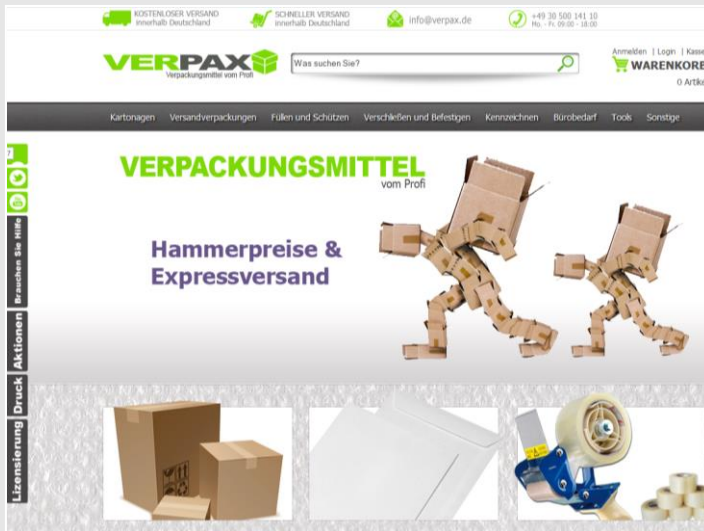 KOSTENLOSER VERSAND
innerhalb Deutschland
SCHNELLER VERSAND
innerhalb Deutschland
info@verpax.de
+49 30 500 141 10
Mo. - Fr. 09:00 - 18:00
VERPAX
Verpackungsmittel vom Profi
Was suchen Sie?
Anmelden | Login | Kasse
WARENKORB
0 Artike
Kartonagen Versandverpackungen Füllen und Schützen Verschließen und Befestigen Kennzeichnen Bürobedarf Tools Sonstige
VERPACKUNGSMITTEL
vom Profi
Hammerpreise &
Expressversand
Brauchen Sie Hilfe
Aktionen
Druck
Lizensierung